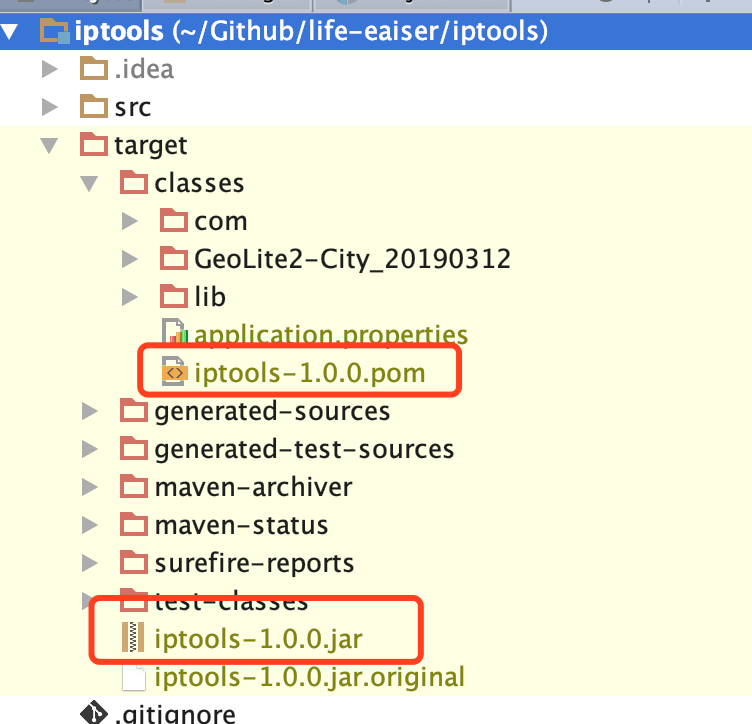 iptools (~/Github/life-eaiser/iptools)
.idea
src
target
classes
com
GeoLite2-City_20190312
lib
application.properties
iptools-1.0.0.pom
generated-sources
generated-test-sources
maven-archiver
maven-status
surefire-reports
test-classes
iptools-1.0.0.jar
iptools-1.0.0.jar.original
.gitignore